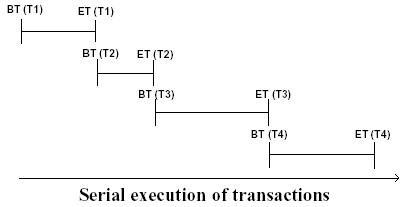 BT (T1) ET (T1)
BT (T2) ET (T2)
BT (T3) ET (T3)
BT (T4) ET (T4)
Serial execution of transactions